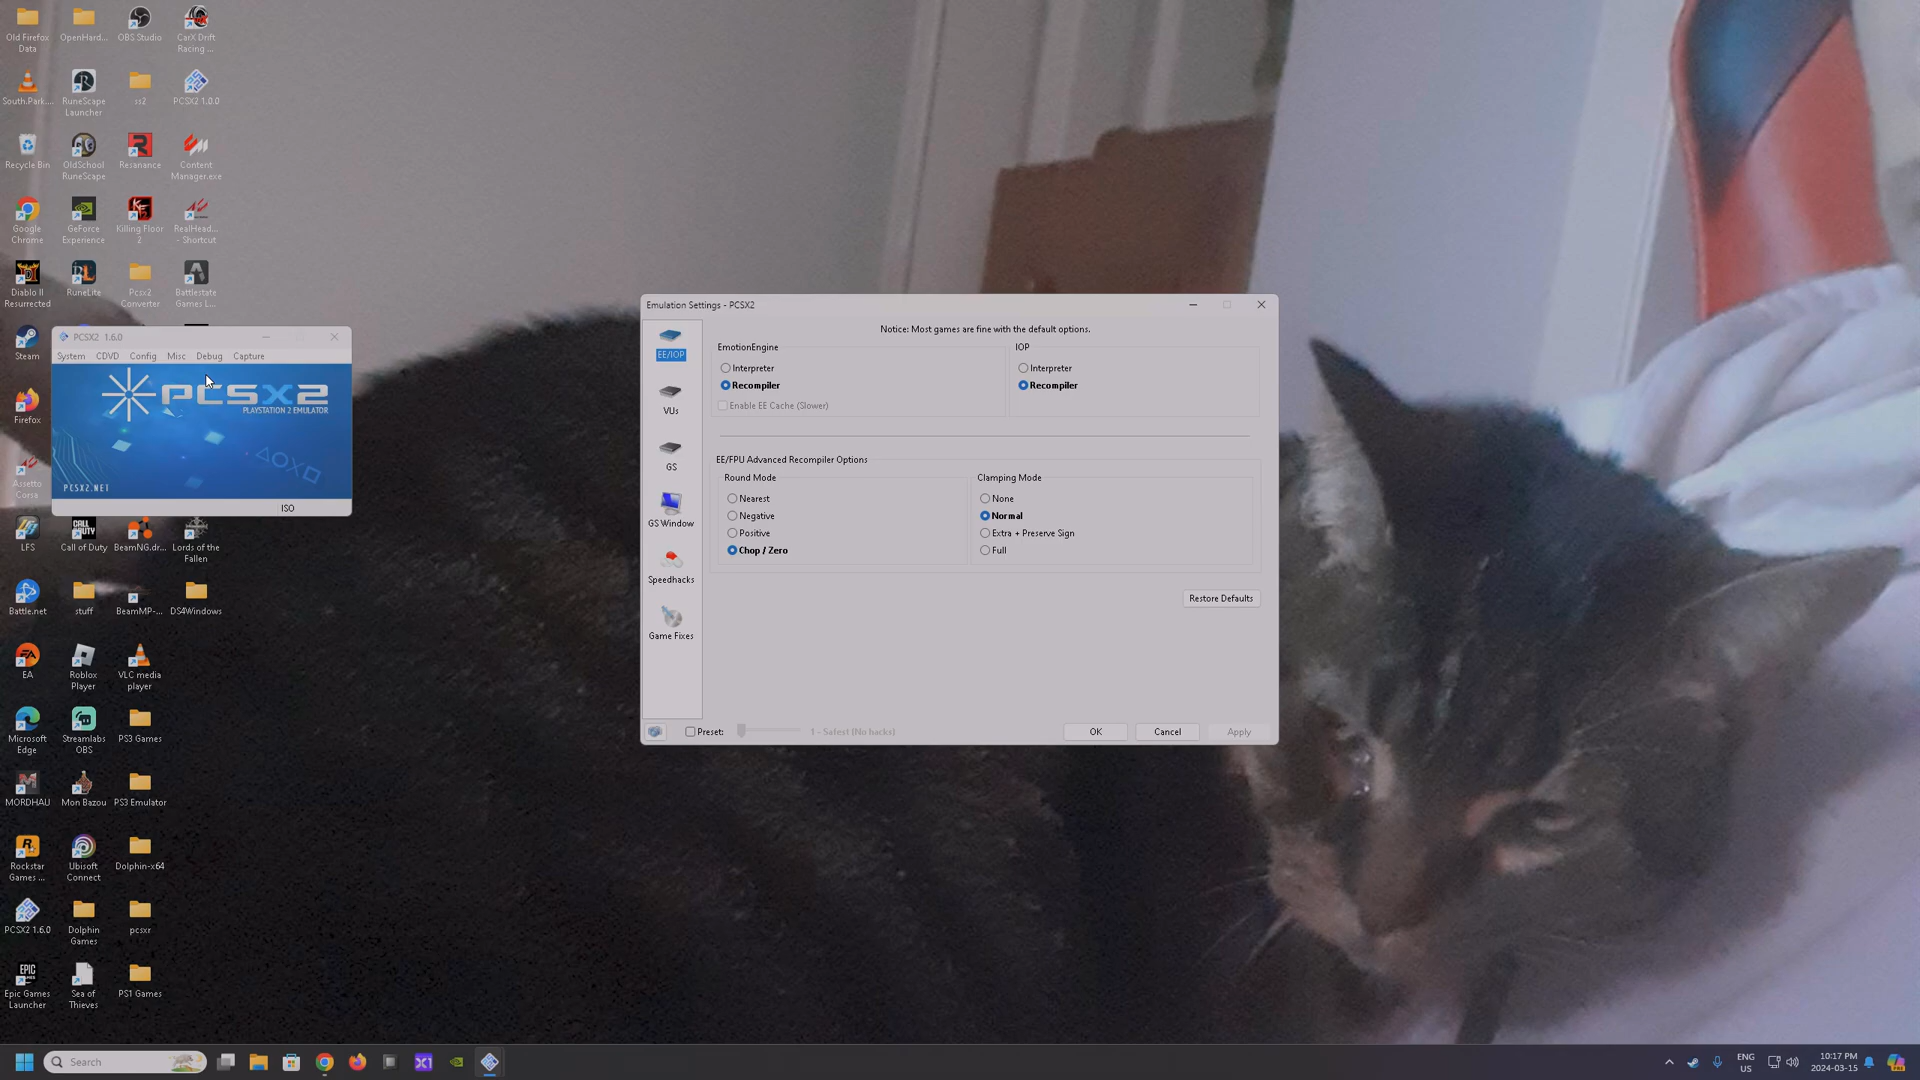 Old Firefox
Data
OpenHard...
OBS Studio
CarX Drift
Racing ...
South.Park....
RuneScape
Launcher
ss2
PCSX2 1.0.0
Recycle Bin
OldSchool
RuneScape
Resonance
Content
Manager.exe
Google
Chrome
GeForce
Experience
Killing Floor
2
RealHead...
- Shortcut
Diablo II
Resurrected
RuneLite
Pcsx2
Converter
Battlestate
Games L...
Steam
Firefox
Assetto
Corsa
PCSX2 1.6.0
System CDVD Config Misc Debug Capture
PCSX2
PLAYSTATION 2 EMULATOR
PCSX2.NET
ISO
LFS
CALL
DUTY
Call of Duty
BeamNG.dr...
Lords of the
Fallen
Battle.net
stuff
BeamMP-...
DS4Windows
EA
EA
Roblox
Player
VLC media
player
Microsoft
Edge
Streamlabs
OBS
PS3 Games
MORDHAU
Mon Bazou
PS3 Emulator
Rockstar
Games ...
Ubisoft
Connect
Dolphin-x64
PCSX2 1.6.0
Dolphin
Games
pcsxr
EPIC
GAMES
Epic Games
Launcher
Sea of
Thieves
PS1 Games
Emulation Settings - PCSX2
EE/IOP
VUs
GS
GS Window
Speedhacks
Game Fixes
Notice: Most games are fine with the default options.
EmotionEngine
Interpreter
Recompiler
Enable EE Cache (Slower)
IOP
Interpreter
Recompiler
EE/FPU Advanced Recompiler Options
Round Mode
Nearest
Negative
Positive
Chop / Zero
Clamping Mode
None
Normal
Extra + Preserve Sign
Full
Restore Defaults
Preset: 1 - Safest (No hacks)
OK Cancel Apply
Search
ENG
US
10:17 PM
2024-03-15